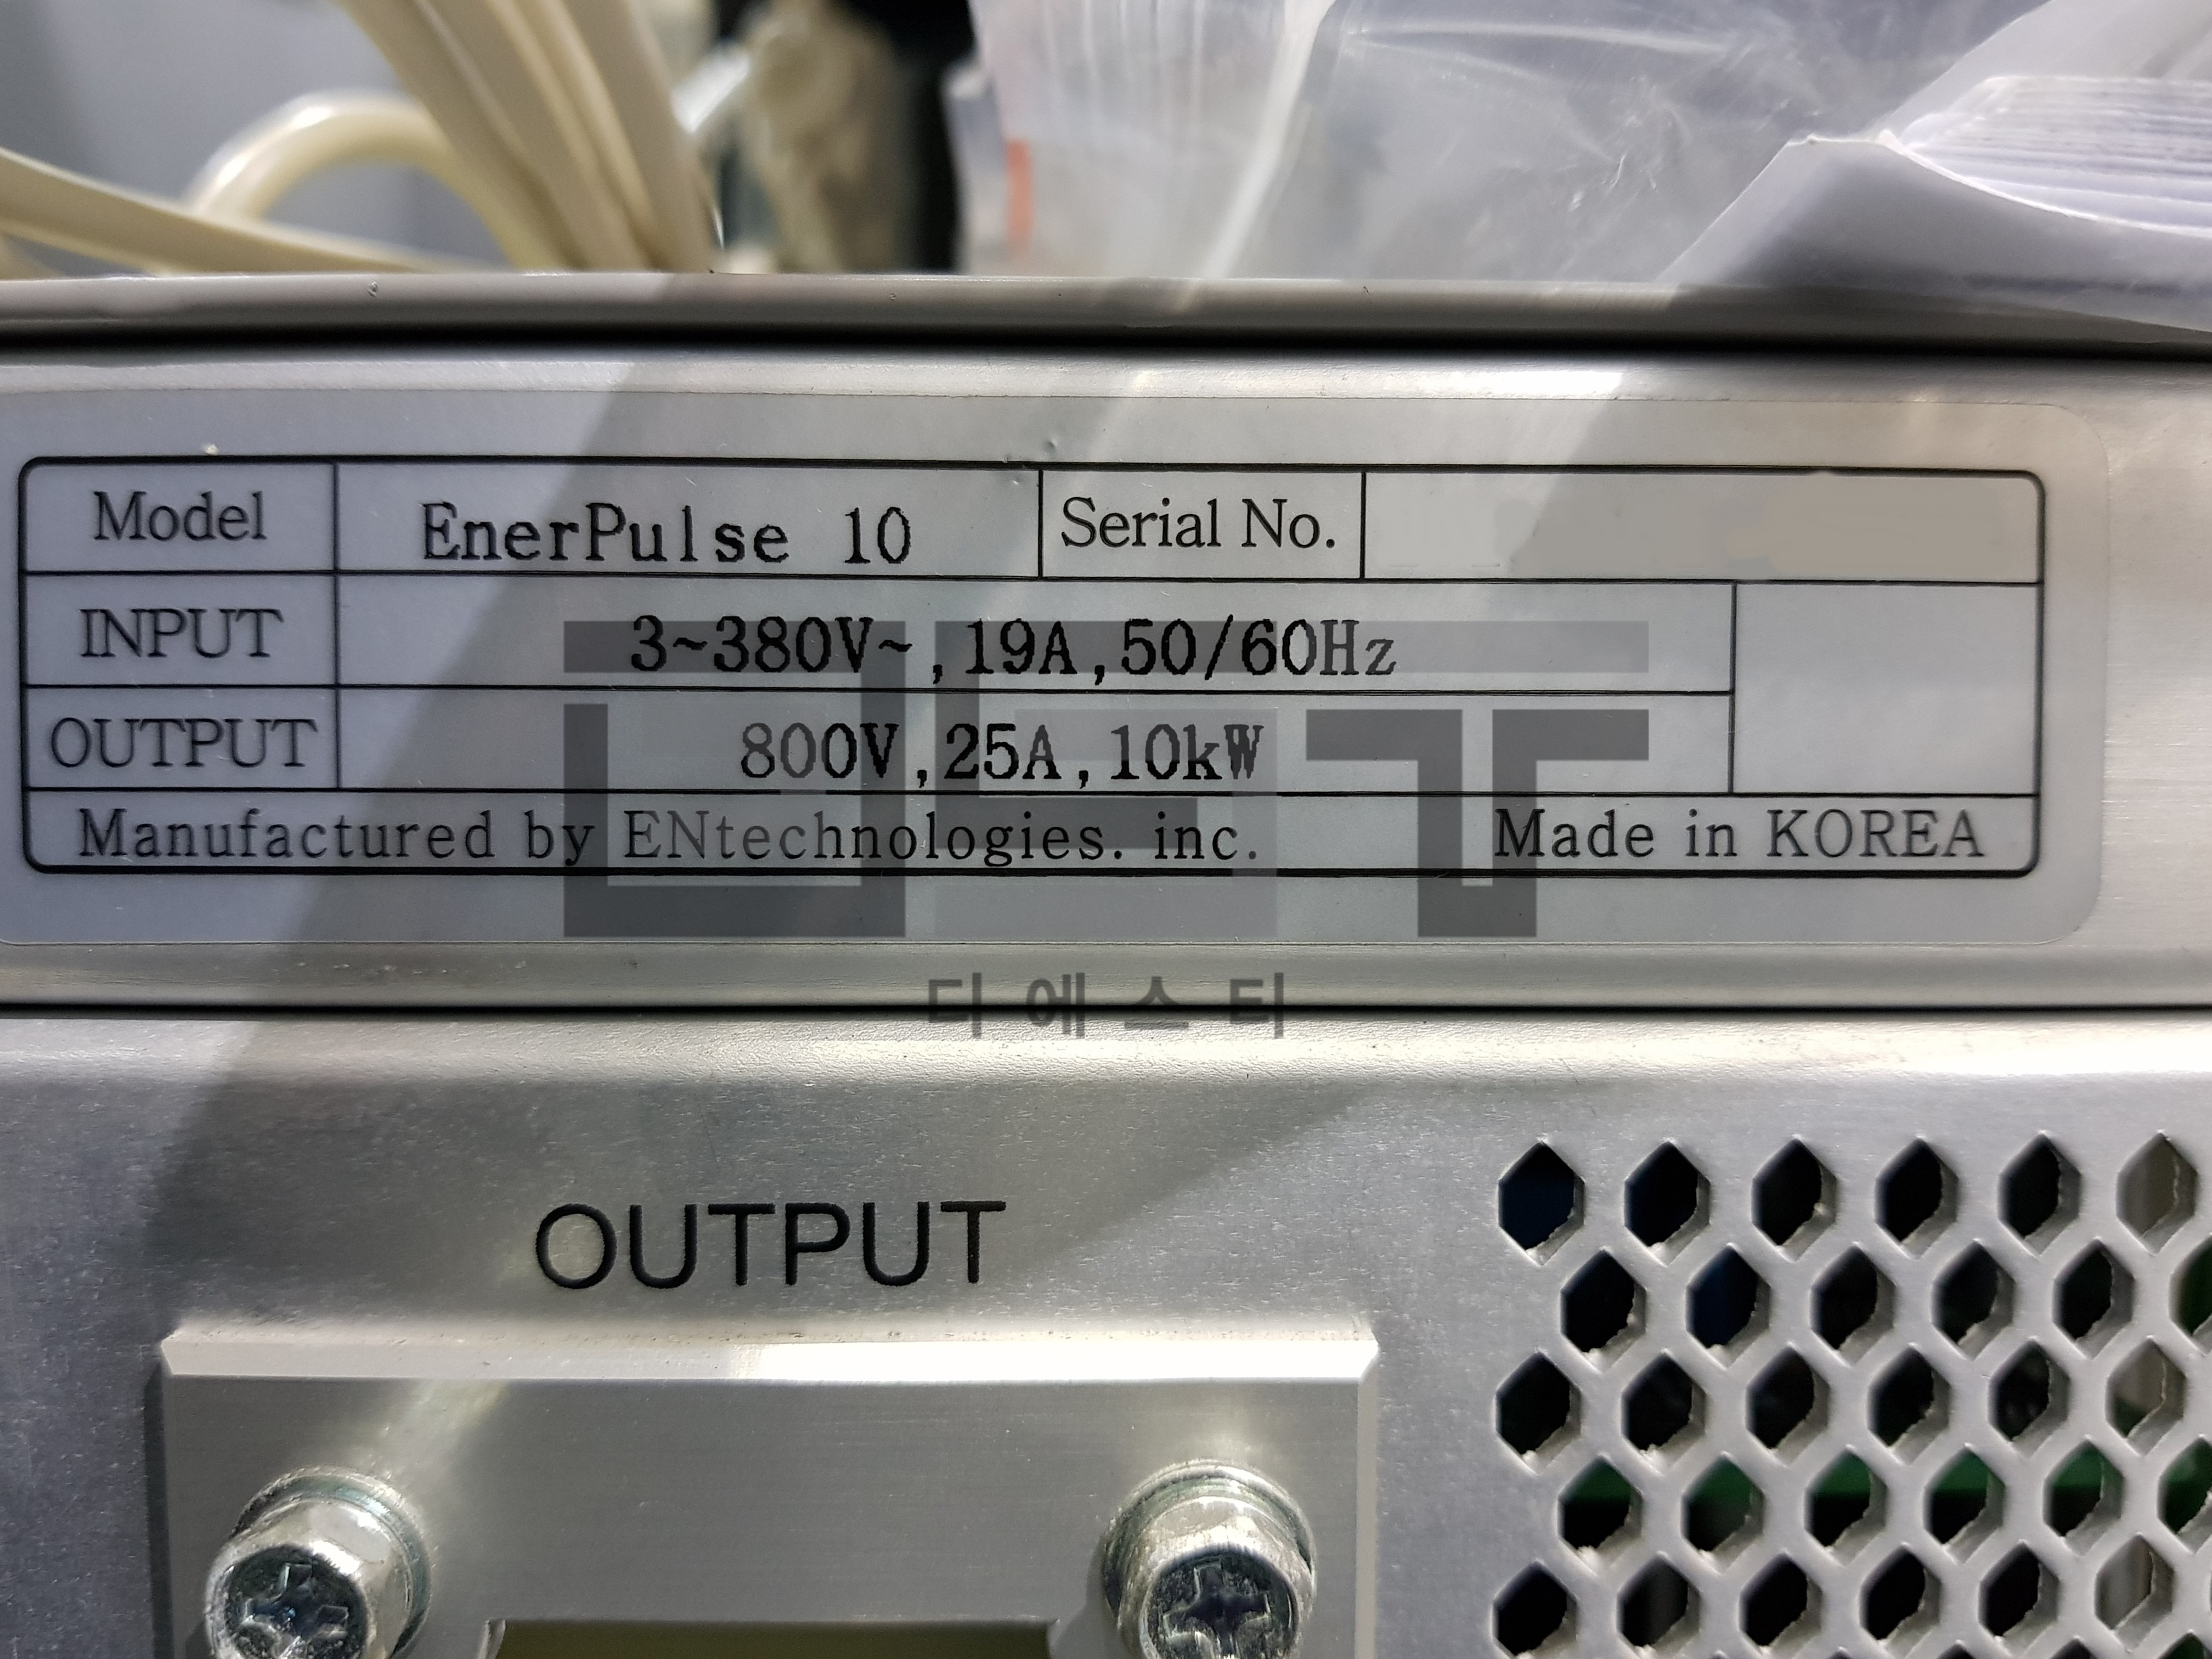 Model EnerPulse 10 Serial No.
INPUT 3~380V~,19A,50/60Hz
OUTPUT 800V,25A,10kW
Manufactured by ENtechnologies. inc. Made in KOREA
DST
디에스티
OUTPUT